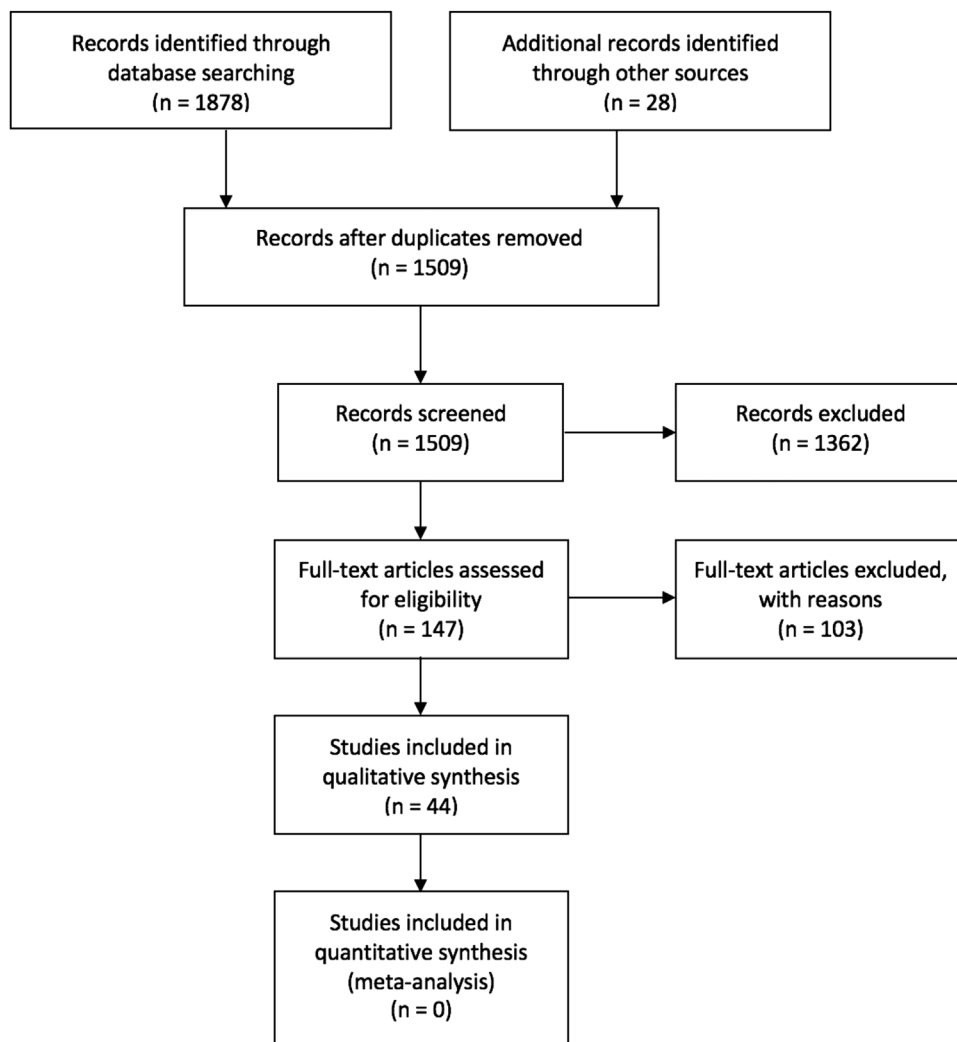 Records identified through
database searching
(n = 1878)
Additional records identified
through other sources
(n = 28)
Records after duplicates removed
(n = 1509)
Records screened
(n = 1509)
Records excluded
(n = 1362)
Full-text articles assessed
for eligibility
(n = 147)
Full-text articles excluded,
with reasons
(n = 103)
Studies included in
qualitative synthesis
(n = 44)
Studies included in
quantitative synthesis
(meta-analysis)
(n = 0)